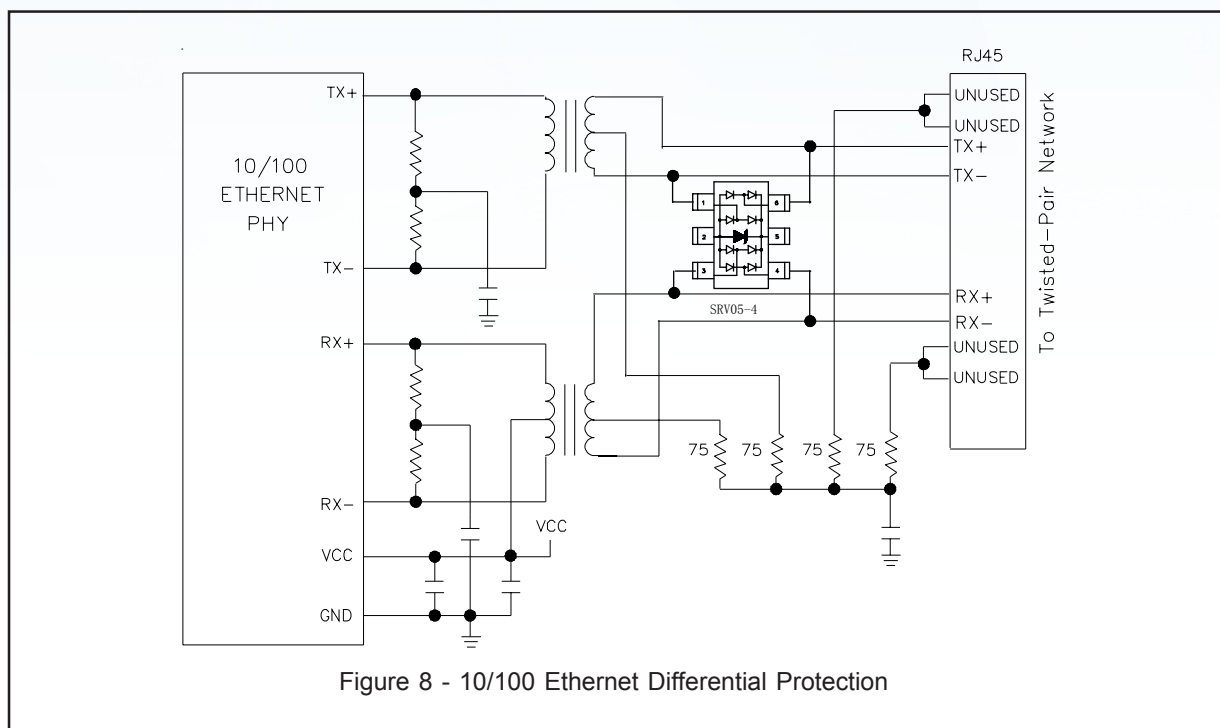 RJ45
UNUSED
UNUSED
TX+
TX-
RX+
RX-
UNUSED
UNUSED
To Twisted-Pair Network
TX+
10/100
ETHERNET
PHY
TX-
RX+
RX-
VCC
GND
VCC
1
2
3
6
5
4
SRV05-4
75
75
75
75
Figure 8 - 10/100 Ethernet Differential Protection